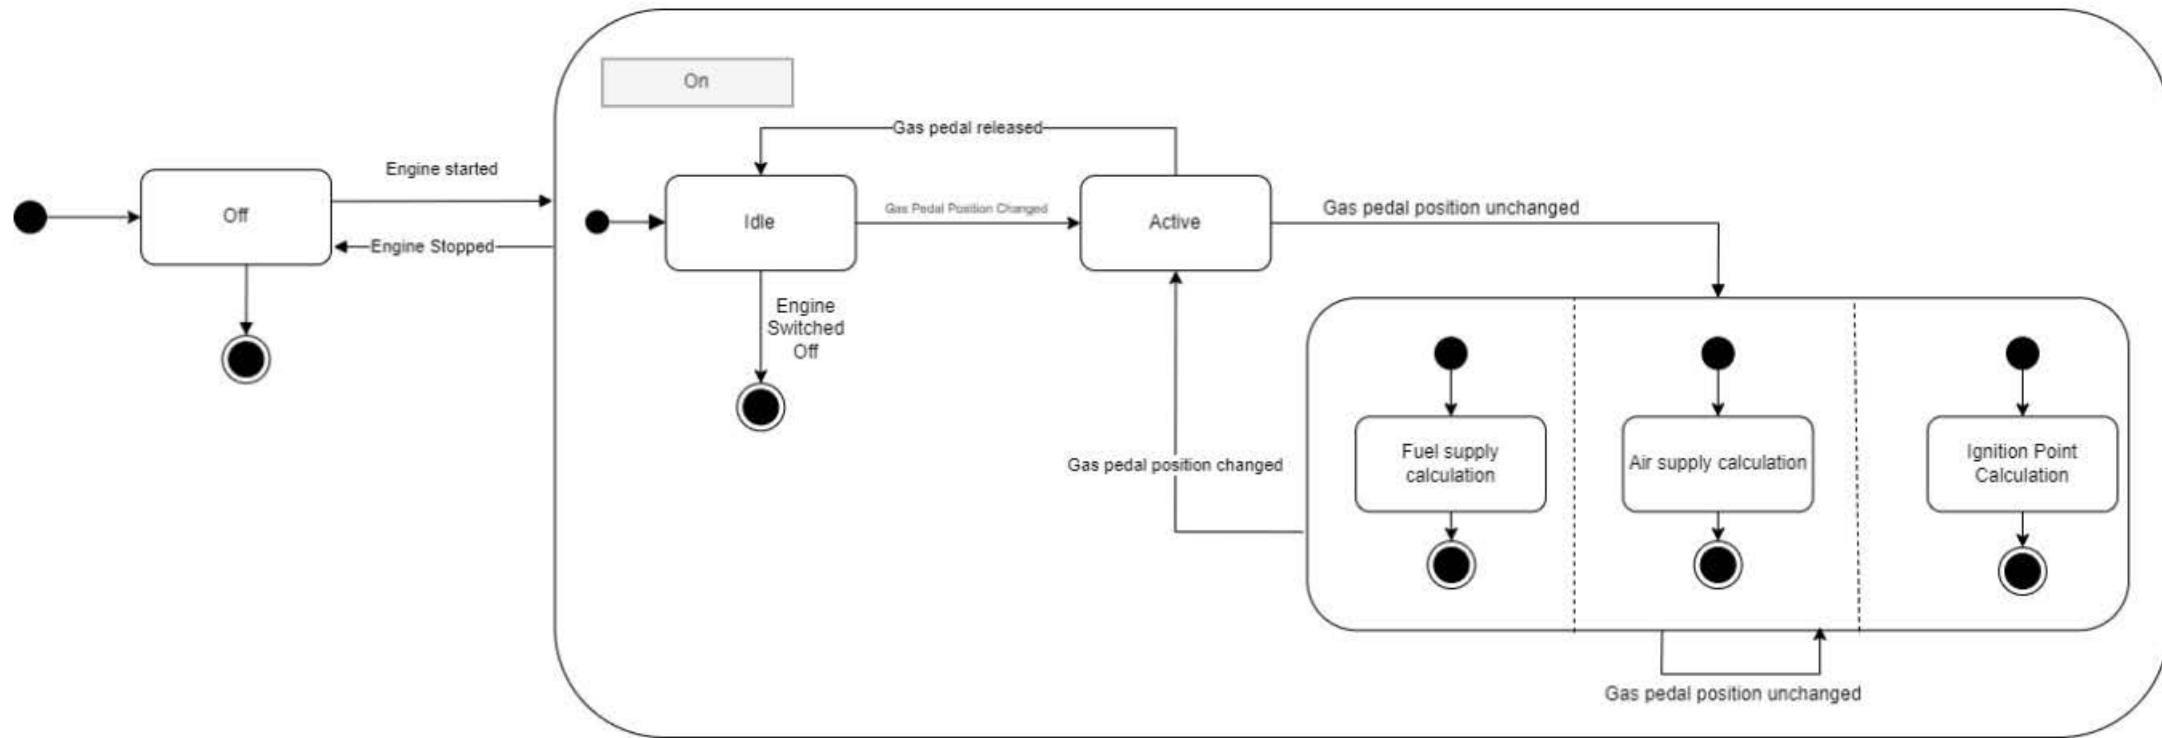 On
Gas pedal released
Engine started
Off
Engine Stopped
Idle
Gas Pedal Position Changed
Active
Gas pedal position unchanged
Engine
Switched
Off
Gas pedal position changed
Fuel supply
calculation
Air supply calculation
Ignition Point
Calculation
Gas pedal position unchanged